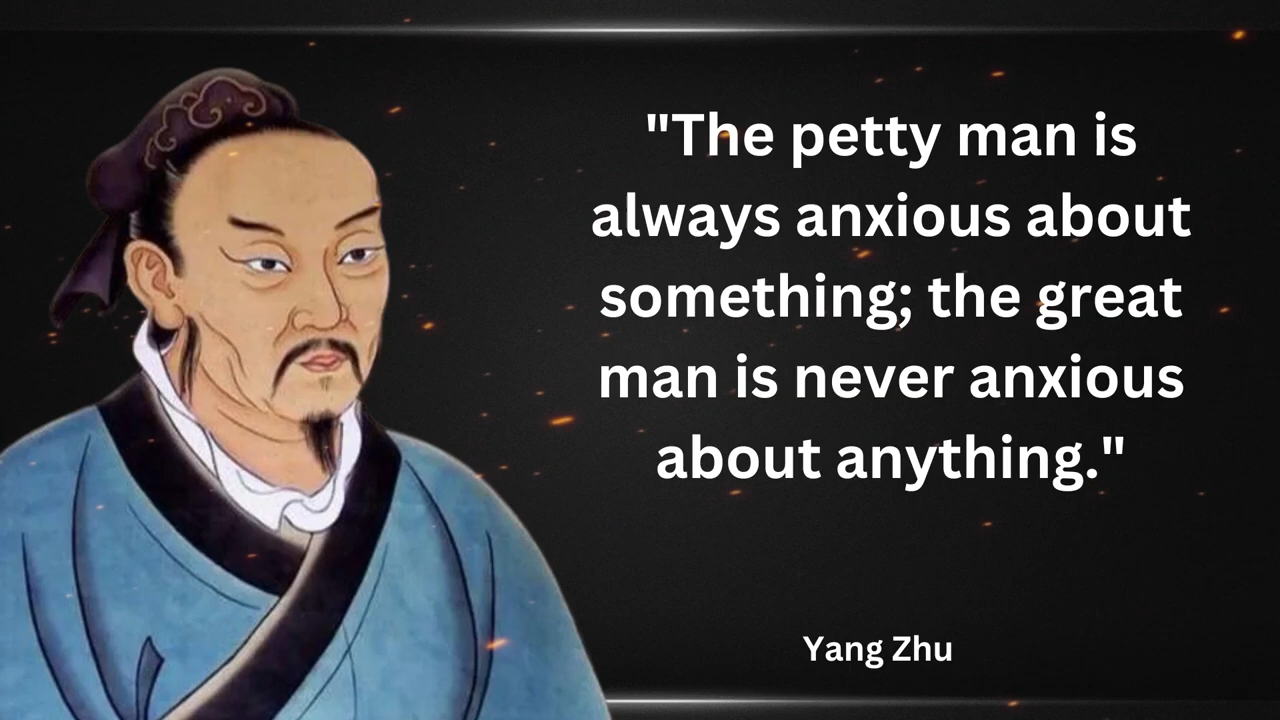 "The petty man is
always anxious about
something; the great
man is never anxious
about anything."
Yang Zhu